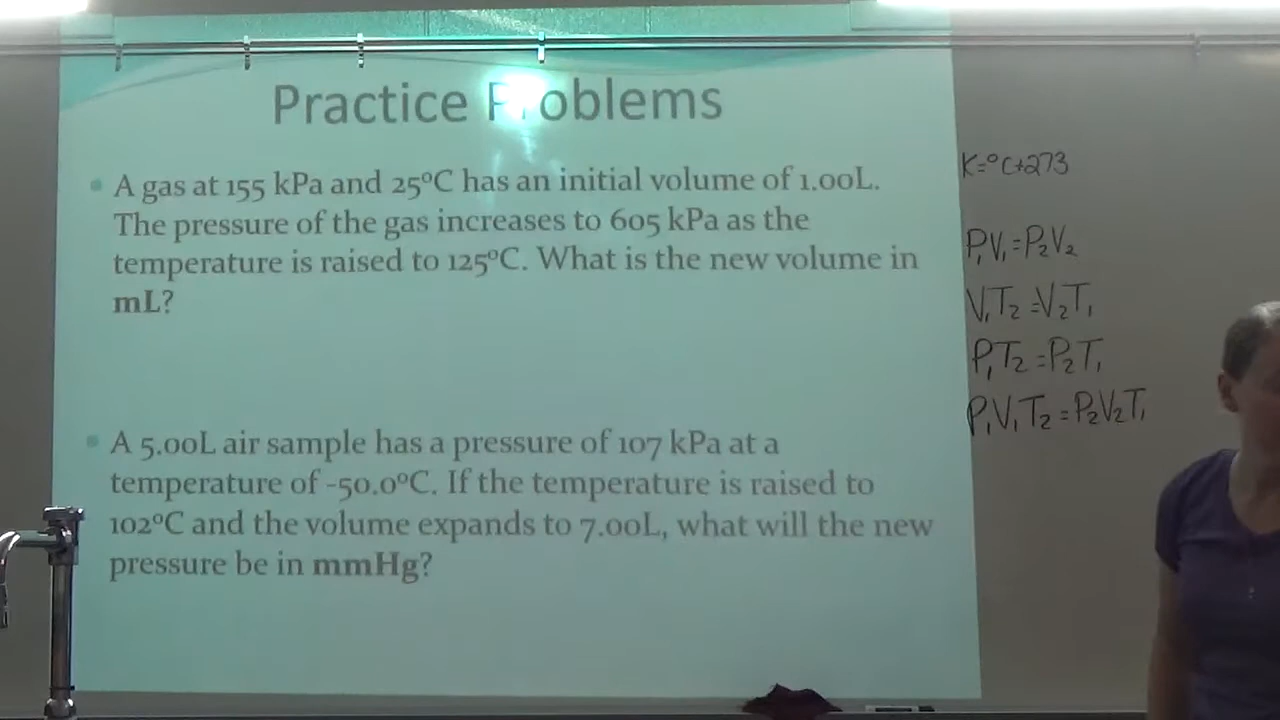 Practice Problems
• A gas at 155 kPa and 25°C has an initial volume of 1.00L.
The pressure of the gas increases to 605 kPa as the
temperature is raised to 125°C. What is the new volume in
mL?
• A 5.00L air sample has a pressure of 107 kPa at a
temperature of -50.0°C. If the temperature is raised to
102°C and the volume expands to 7.00L, what will the new
pressure be in mmHg?
K=°C+273
P₁V₁=P₂V₂
V₁T₂=V₂T₁
P₁T₂=P₂T₁
P₁V₁T₂=P₂V₂T₁